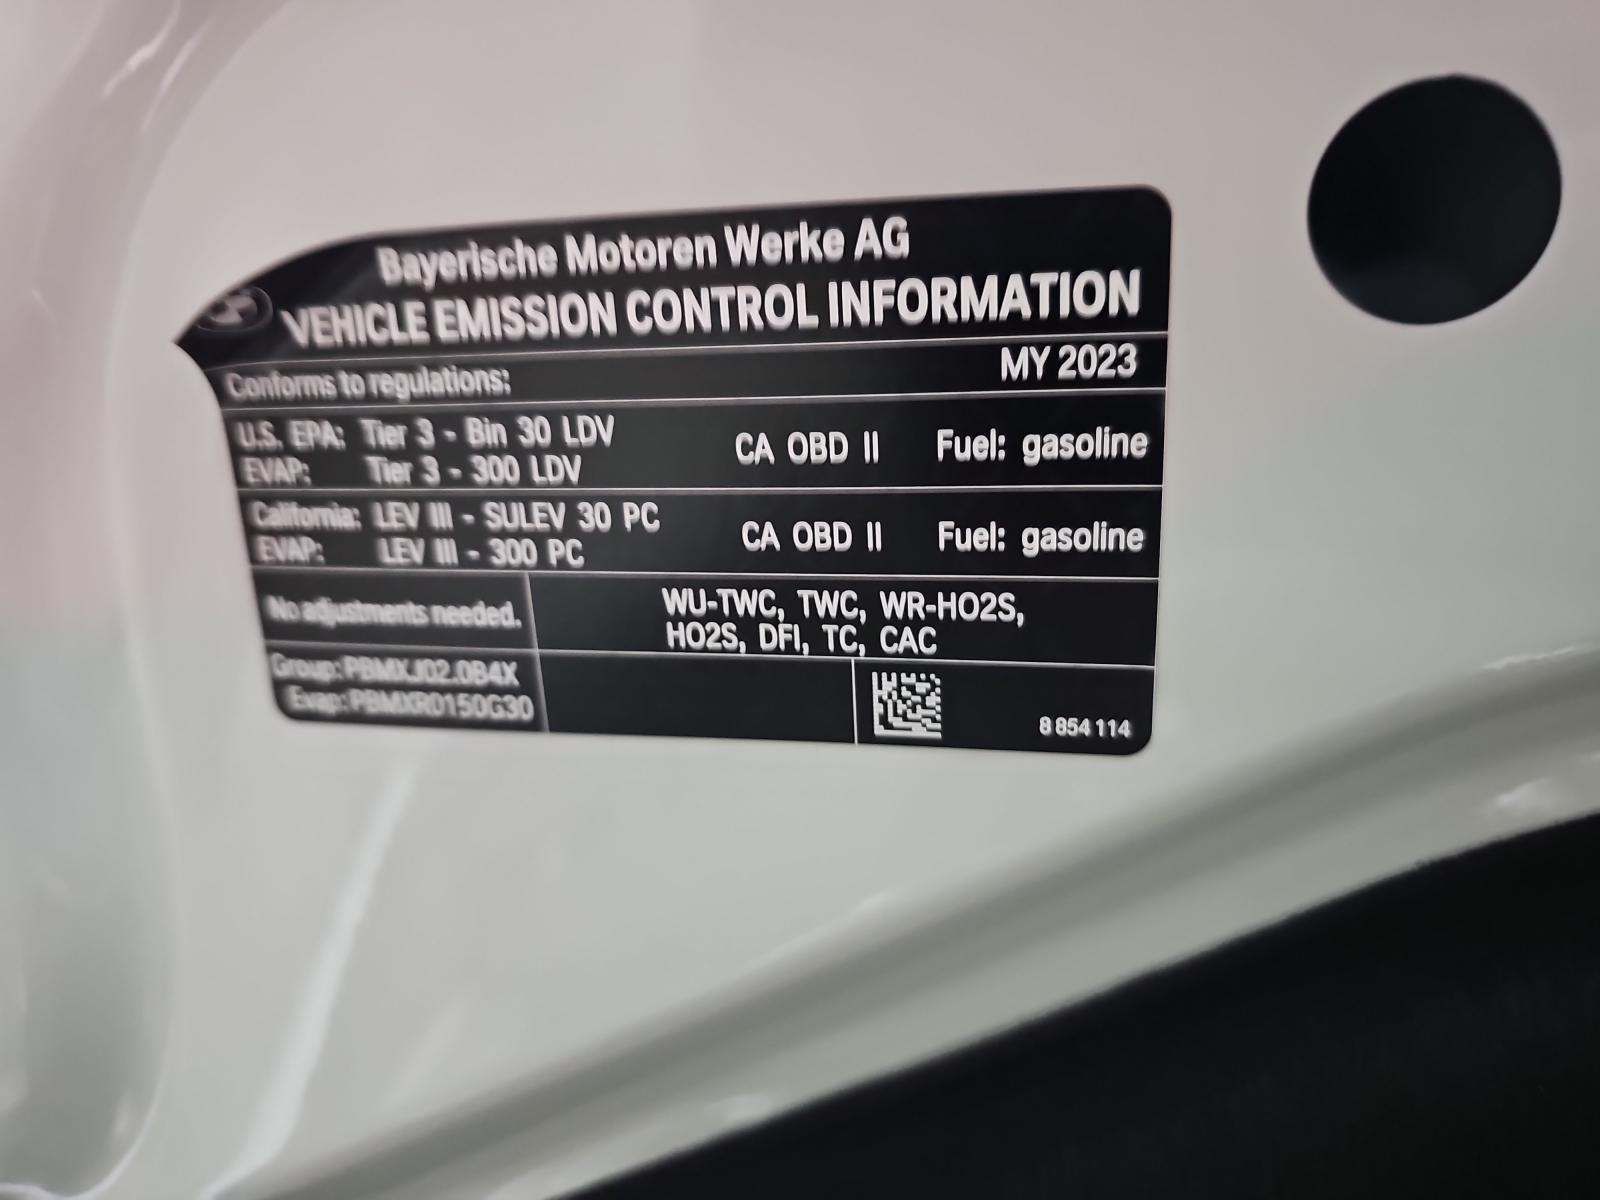 Bayerische Motoren Werke AG
VEHICLE EMISSION CONTROL INFORMATION
MY 2023
Conforms to regulations:
U.S. EPA: Tier 3 - Bin 30 LDV CA OBD II Fuel: gasoline
EVAP: Tier 3 - 300 LDV
California: LEV III - SULEV 30 PC CA OBD II Fuel: gasoline
EVAP: LEV III - 300 PC
No adjustments needed.
WU-TWC, TWC, WR-HO2S,
HO2S, DFI, TC, CAC
Group: PBMXJ02.0B4X
Evap: PBMXR0150G30
8 854 114